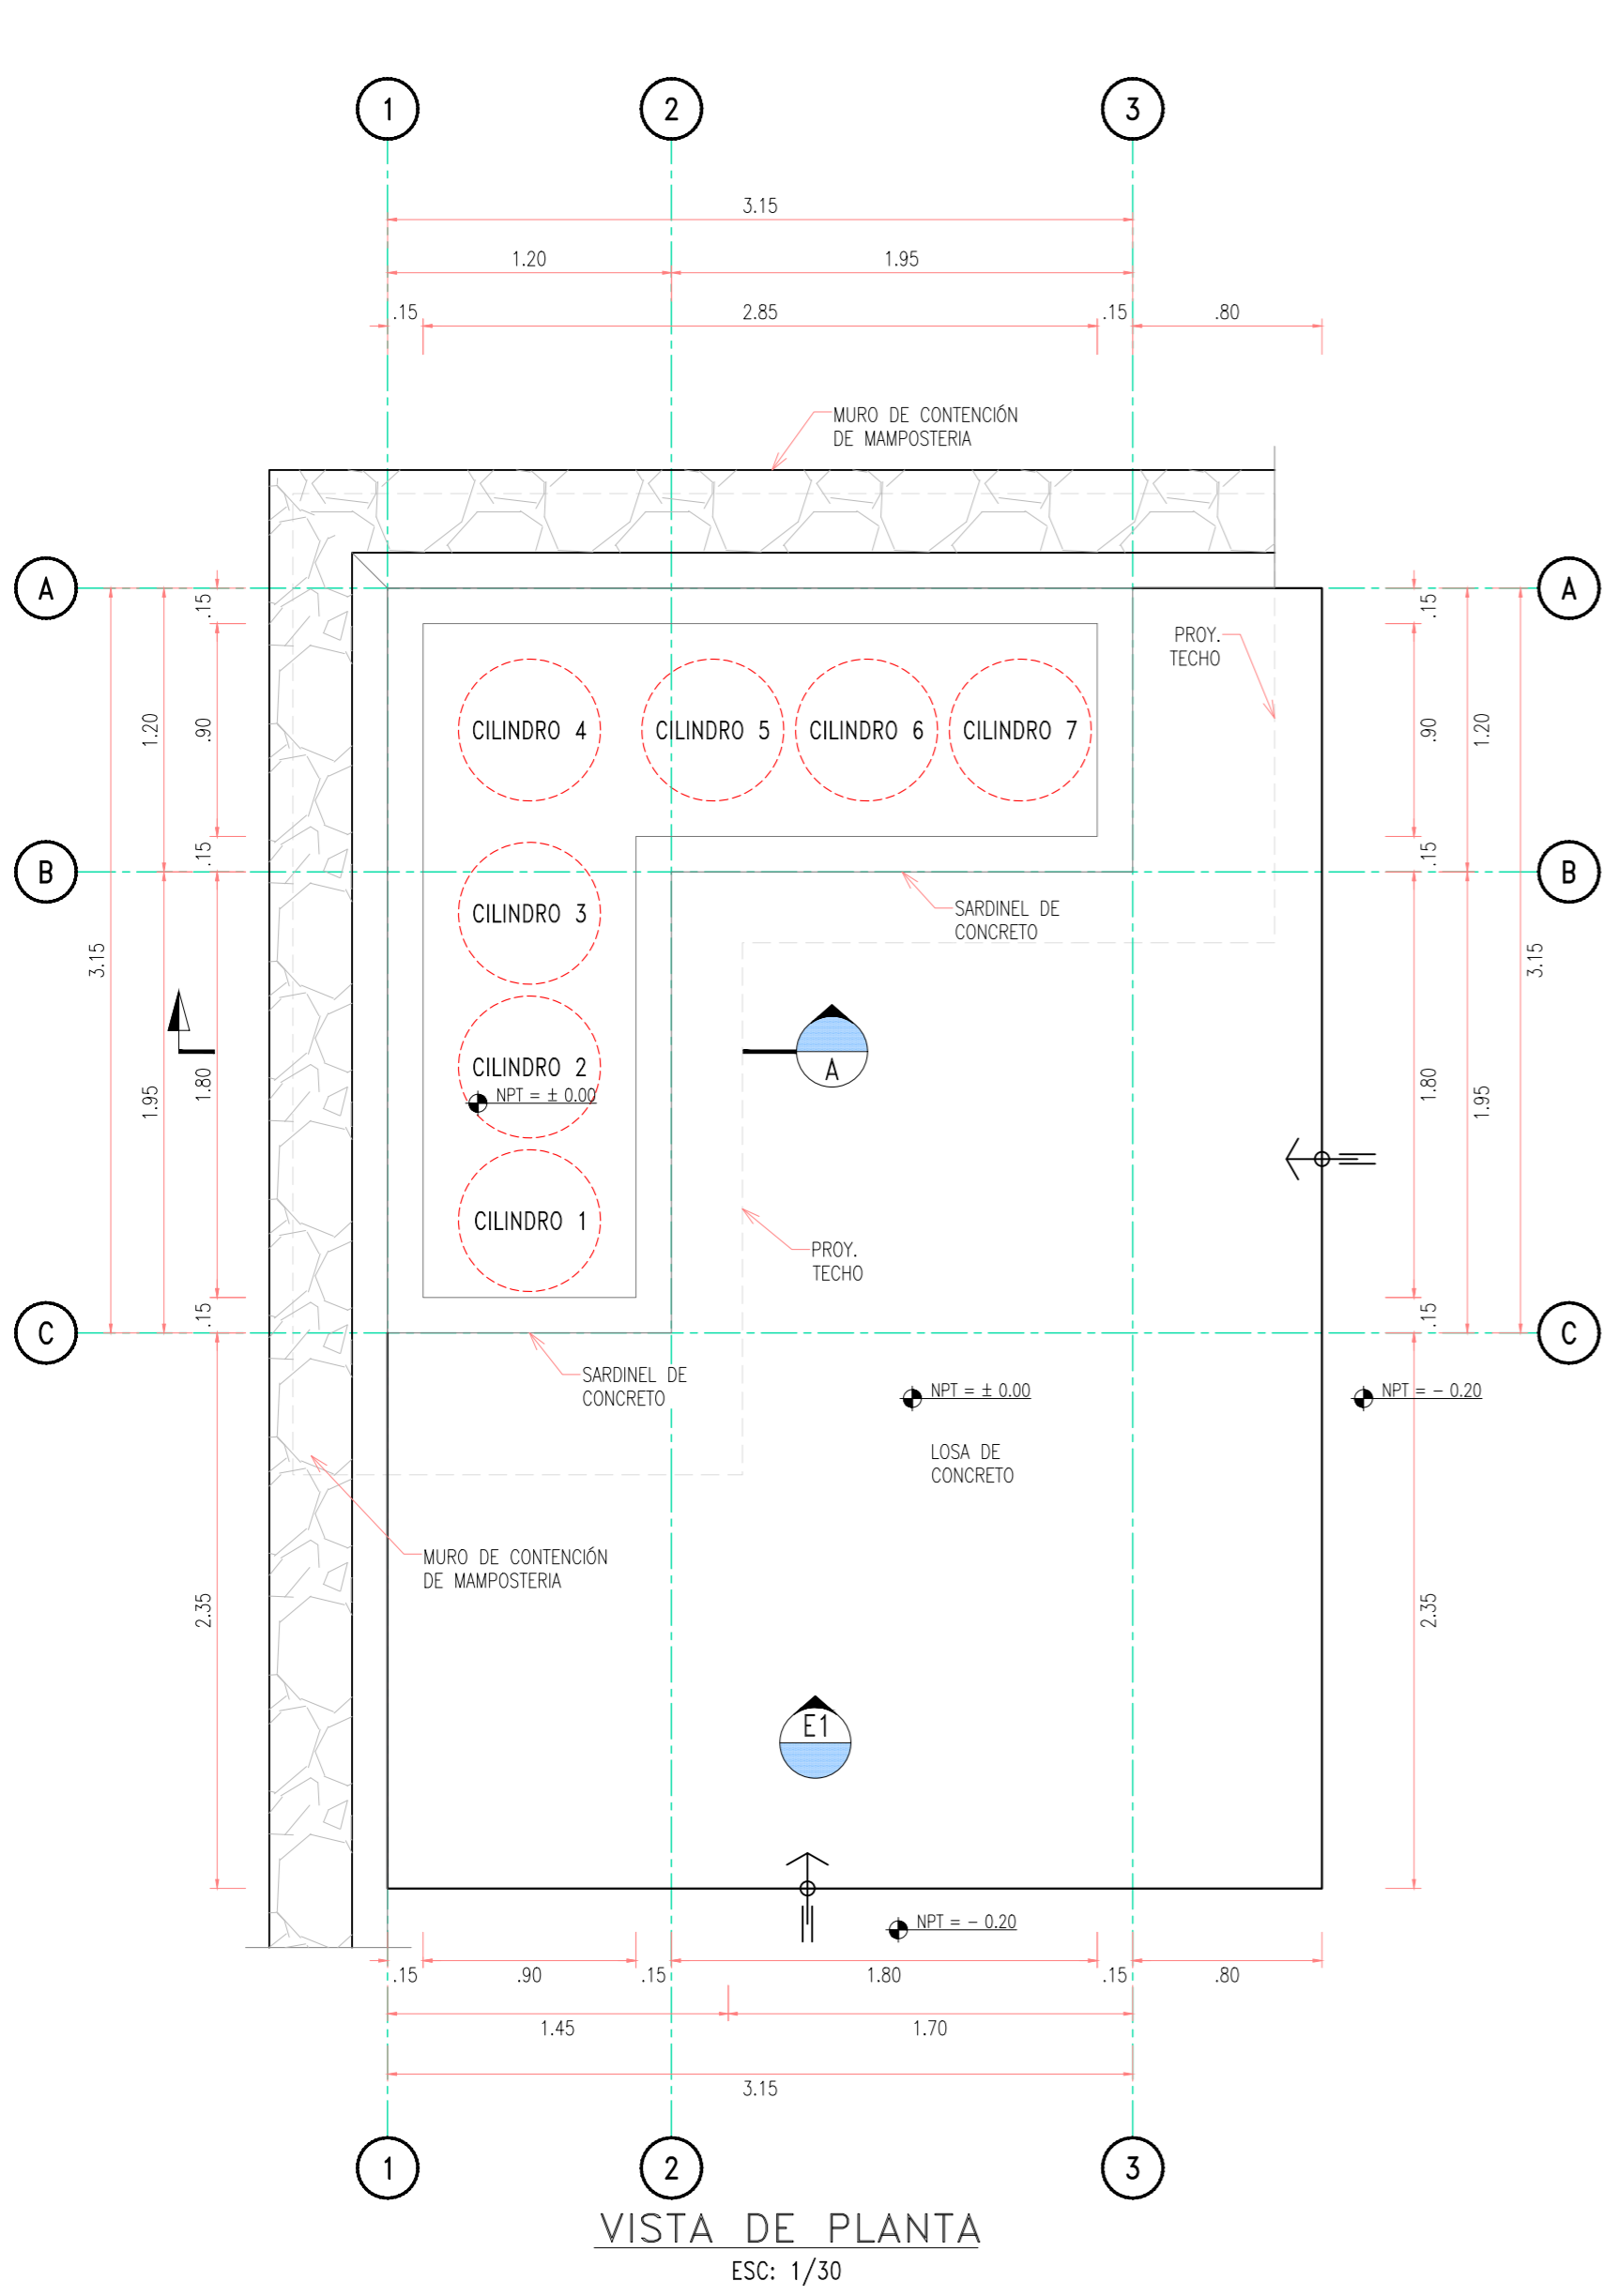 1
2
3
3.15
1.20
1.95
.15
2.85
.15
.80
MURO DE CONTENCIÓN
DE MAMPOSTERIA
A
A
.15
.15
PROY.
TECHO
1.20
.90
CILINDRO 4
CILINDRO 5
CILINDRO 6
CILINDRO 7
.90
1.20
.15
.15
B
B
CILINDRO 3
SARDINEL DE
CONCRETO
3.15
3.15
1.95
1.80
CILINDRO 2
NPT = ± 0.00
A
1.80
1.95
CILINDRO 1
PROY.
TECHO
.15
.15
C
C
SARDINEL DE
CONCRETO
NPT = ± 0.00
NPT = - 0.20
LOSA DE
CONCRETO
MURO DE CONTENCIÓN
DE MAMPOSTERIA
2.35
2.35
E1
NPT = - 0.20
.15
.90
.15
1.80
.15
.80
1.45
1.70
3.15
1
2
3
VISTA DE PLANTA
ESC: 1/30